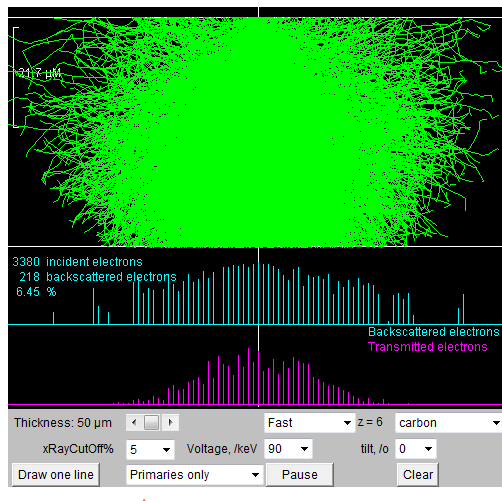 31.7 µM
3380 incident electrons
218 backscattered electrons
6.45 %
Backscattered electrons
Transmitted electrons
Thickness: 50 µm Fast z = 6 carbon
xRayCutOff% 5 Voltage, /keV 90 tilt, /o 0
Draw one line Primaries only Pause Clear